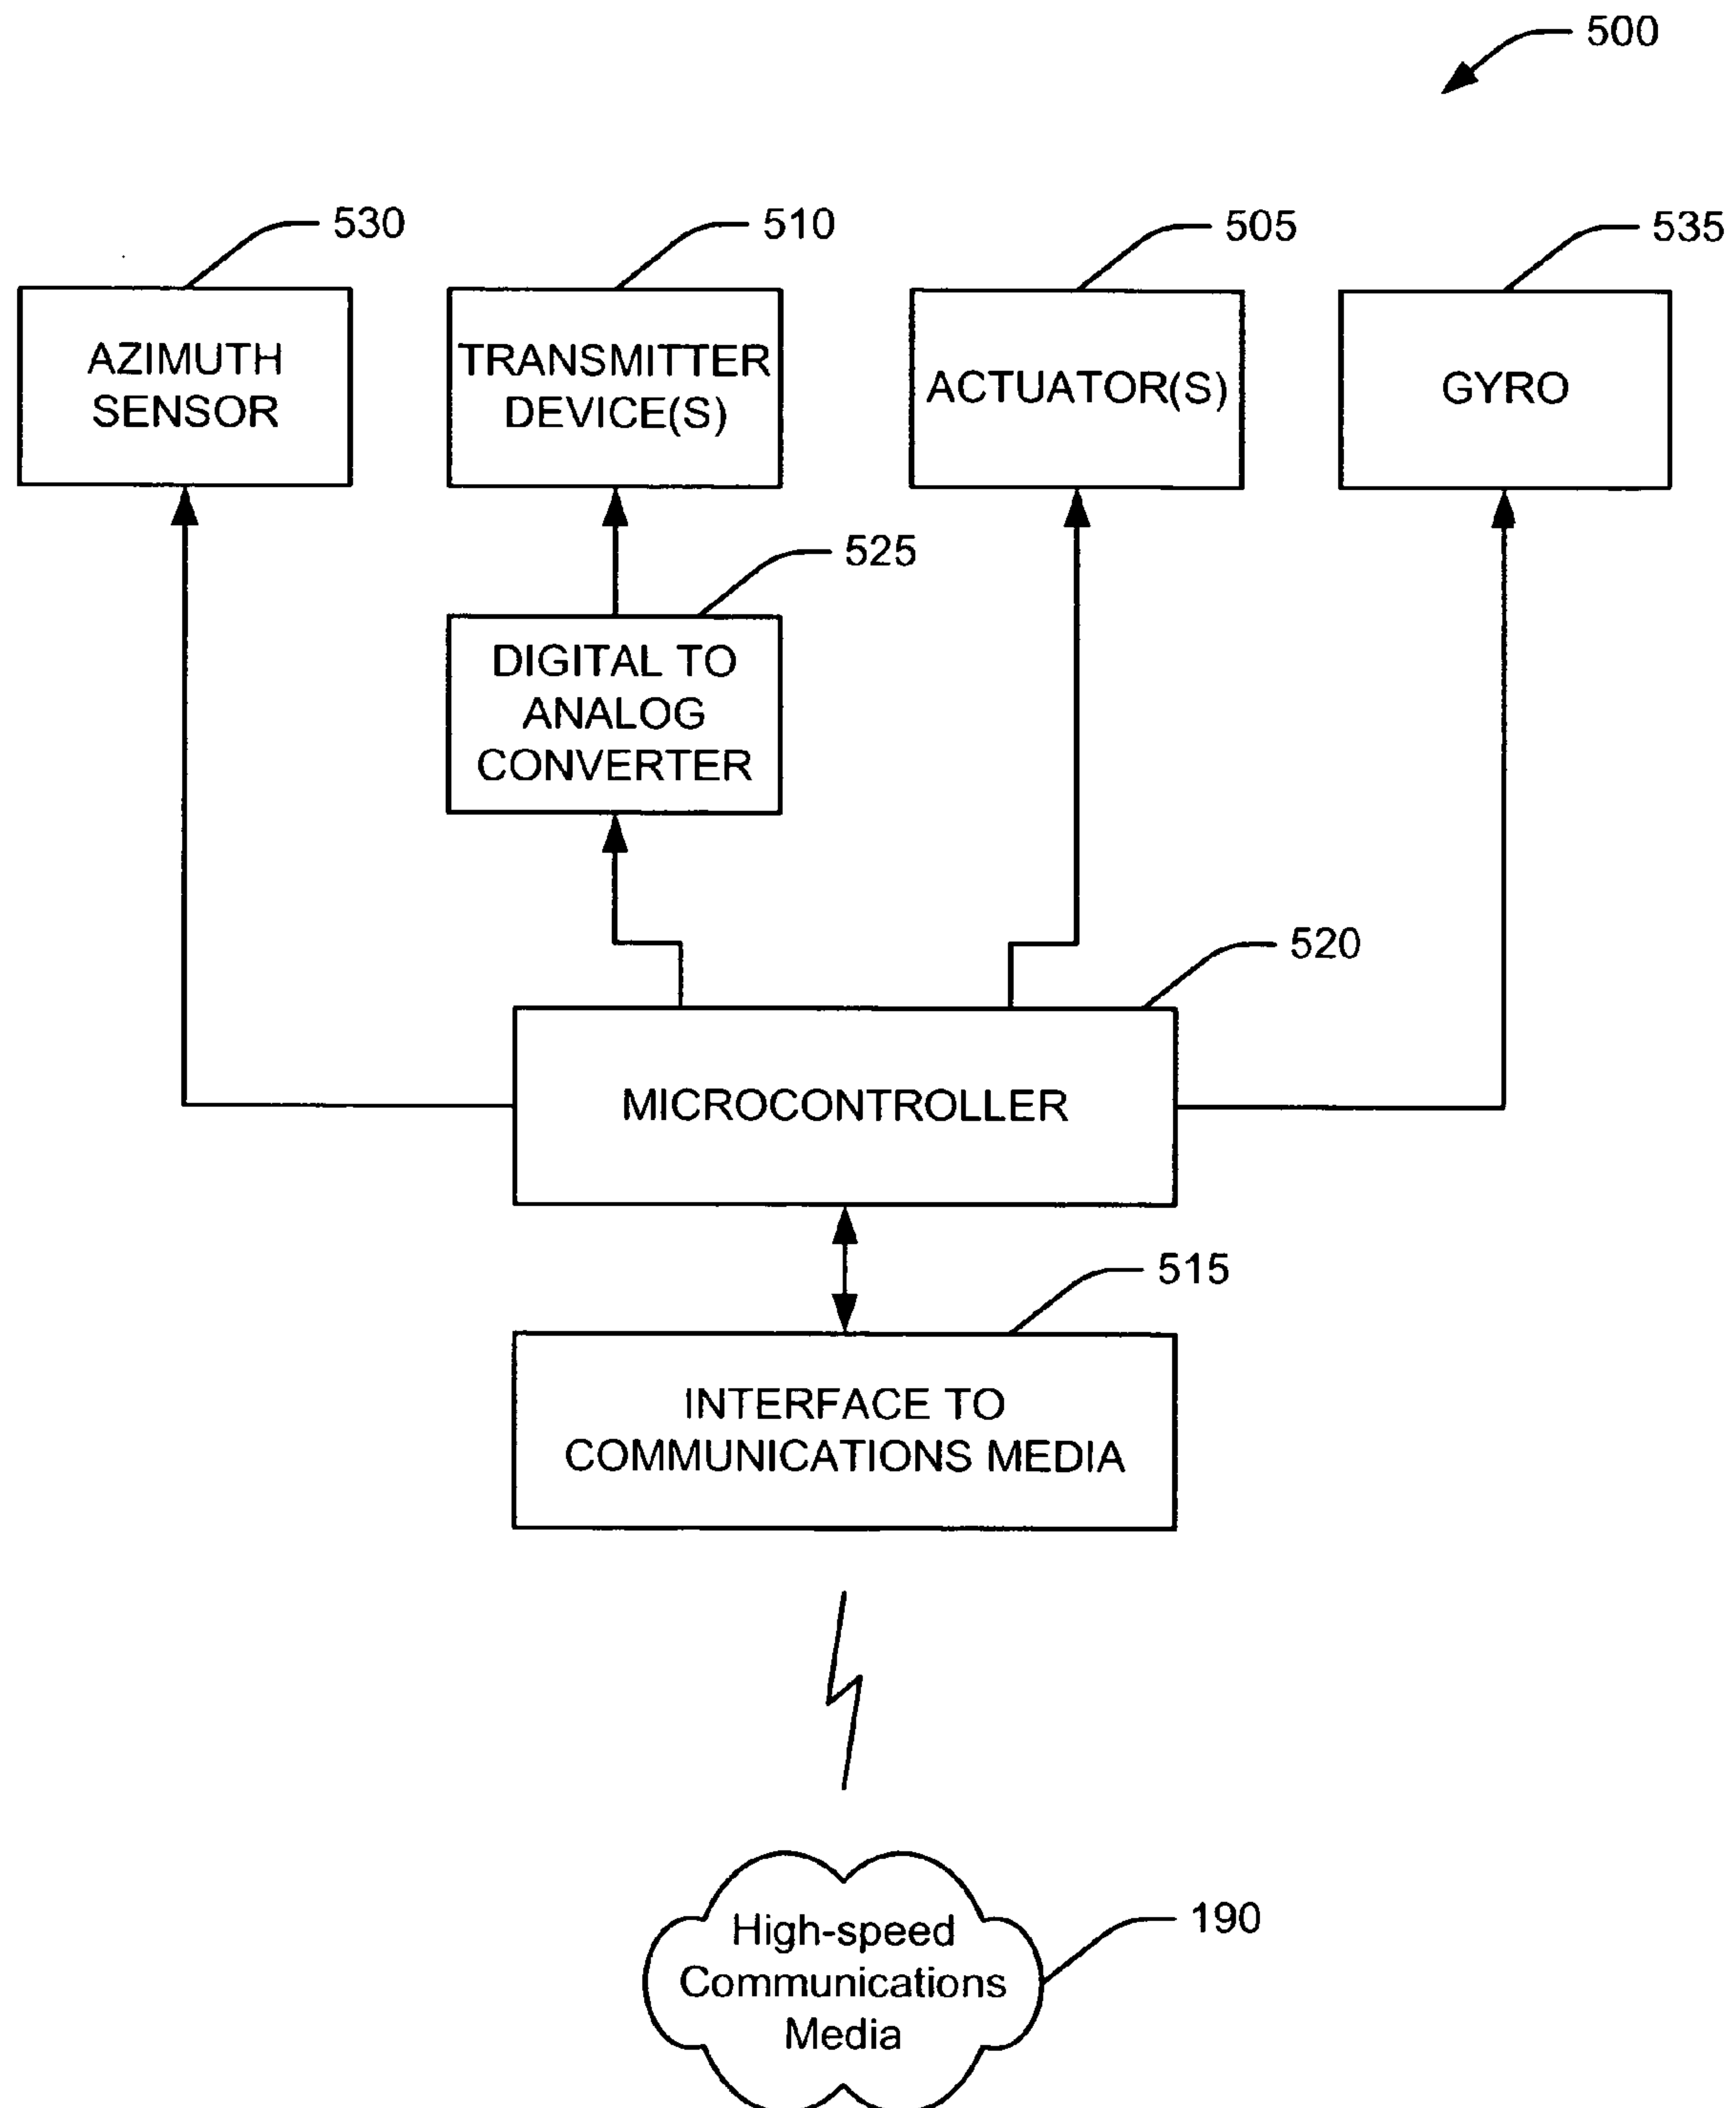 500
530
510
505
535
AZIMUTH
SENSOR
TRANSMITTER
DEVICE(S)
ACTUATOR(S)
GYRO
525
DIGITAL TO
ANALOG
CONVERTER
520
MICROCONTROLLER
515
INTERFACE TO
COMMUNICATIONS MEDIA
190
High-speed
Communications
Media